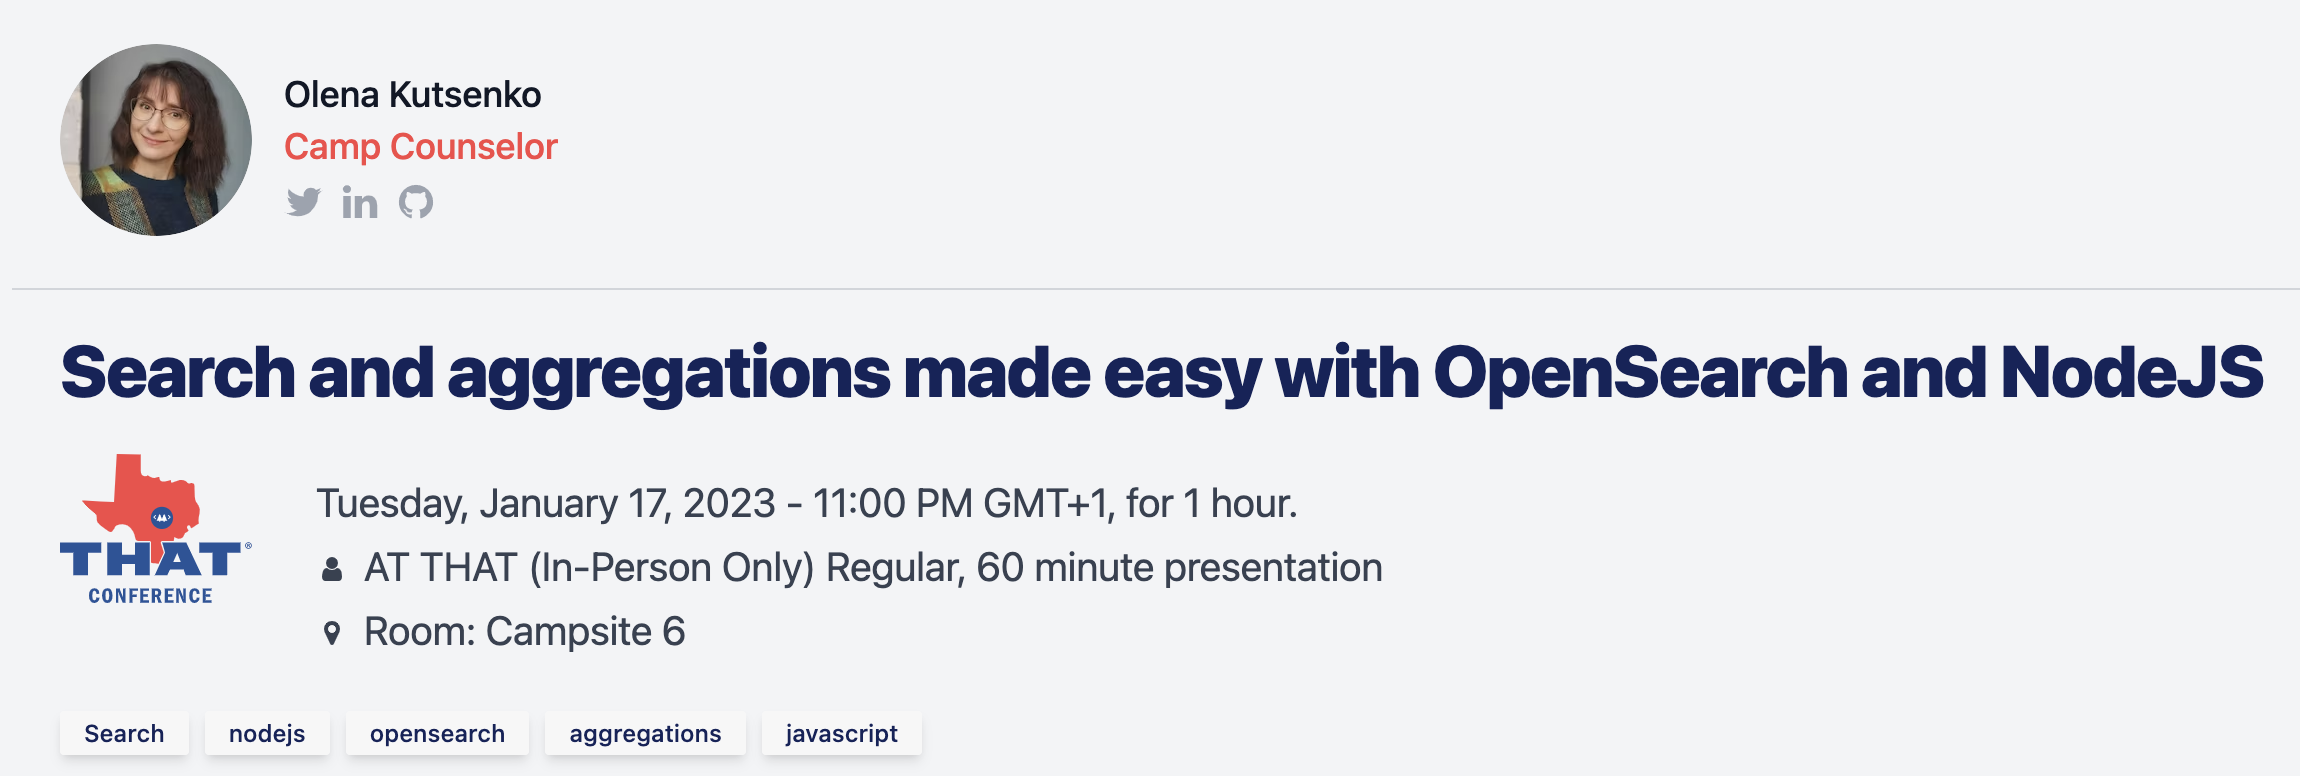 Olena Kutsenko
Camp Counselor
in
Search and aggregations made easy with OpenSearch and NodeJS
THAT®
CONFERENCE
Tuesday, January 17, 2023 - 11:00 PM GMT+1, for 1 hour.
AT THAT (In-Person Only) Regular, 60 minute presentation
Room: Campsite 6
Search nodejs opensearch aggregations javascript